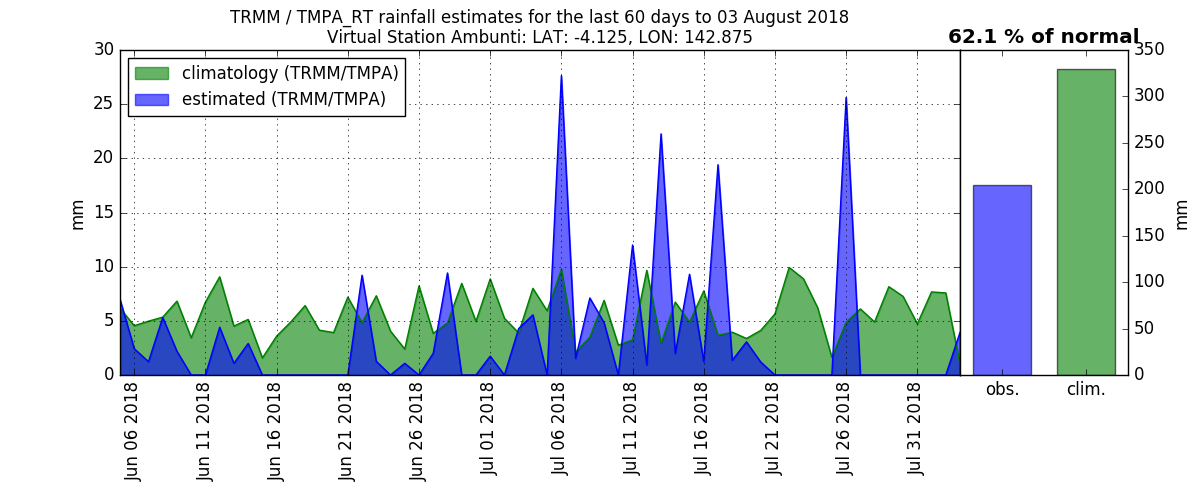 TRMM / TMPA_RT rainfall estimates for the last 60 days to 03 August 2018
Virtual Station Ambunti: LAT: -4.125, LON: 142.875
62.1 % of normal
climatology (TRMM/TMPA)
estimated (TRMM/TMPA)
30
25
20
15
10
5
0
mm
Jun 06 2018
Jun 11 2018
Jun 16 2018
Jun 21 2018
Jun 26 2018
Jul 01 2018
Jul 06 2018
Jul 11 2018
Jul 16 2018
Jul 21 2018
Jul 26 2018
Jul 31 2018
350
300
250
200
150
100
50
0
mm
obs.
clim.